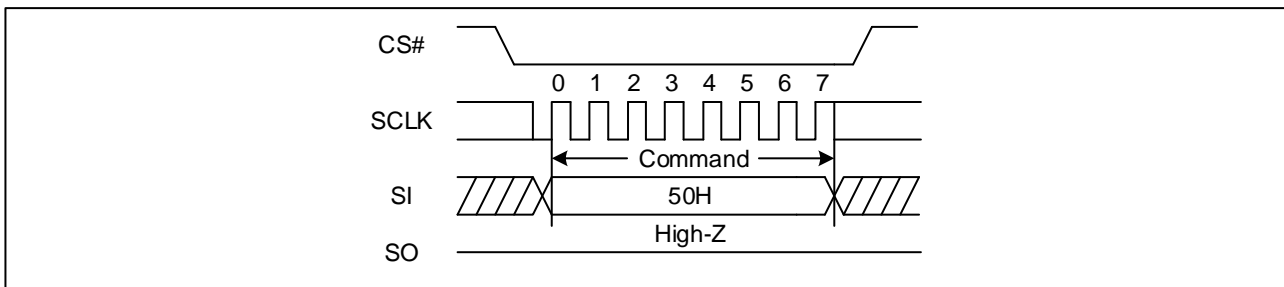 CS#
0 1 2 3 4 5 6 7
SCLK
Command
SI
50H
High-Z
SO